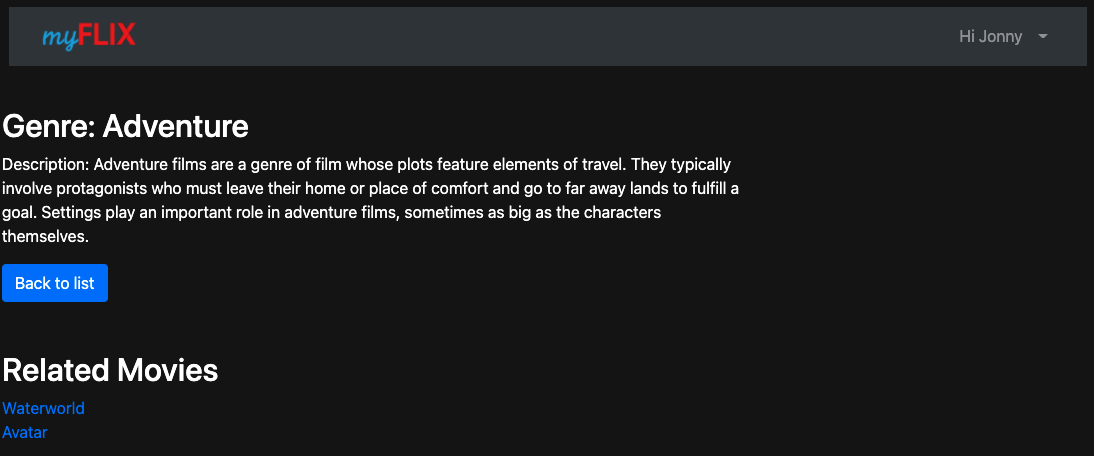 myFLIX
Hi Jonny
Genre: Adventure
Description: Adventure films are a genre of film whose plots feature elements of travel. They typically
involve protagonists who must leave their home or place of comfort and go to far away lands to fulfill a
goal. Settings play an important role in adventure films, sometimes as big as the characters
themselves.
Back to list
Related Movies
Waterworld
Avatar